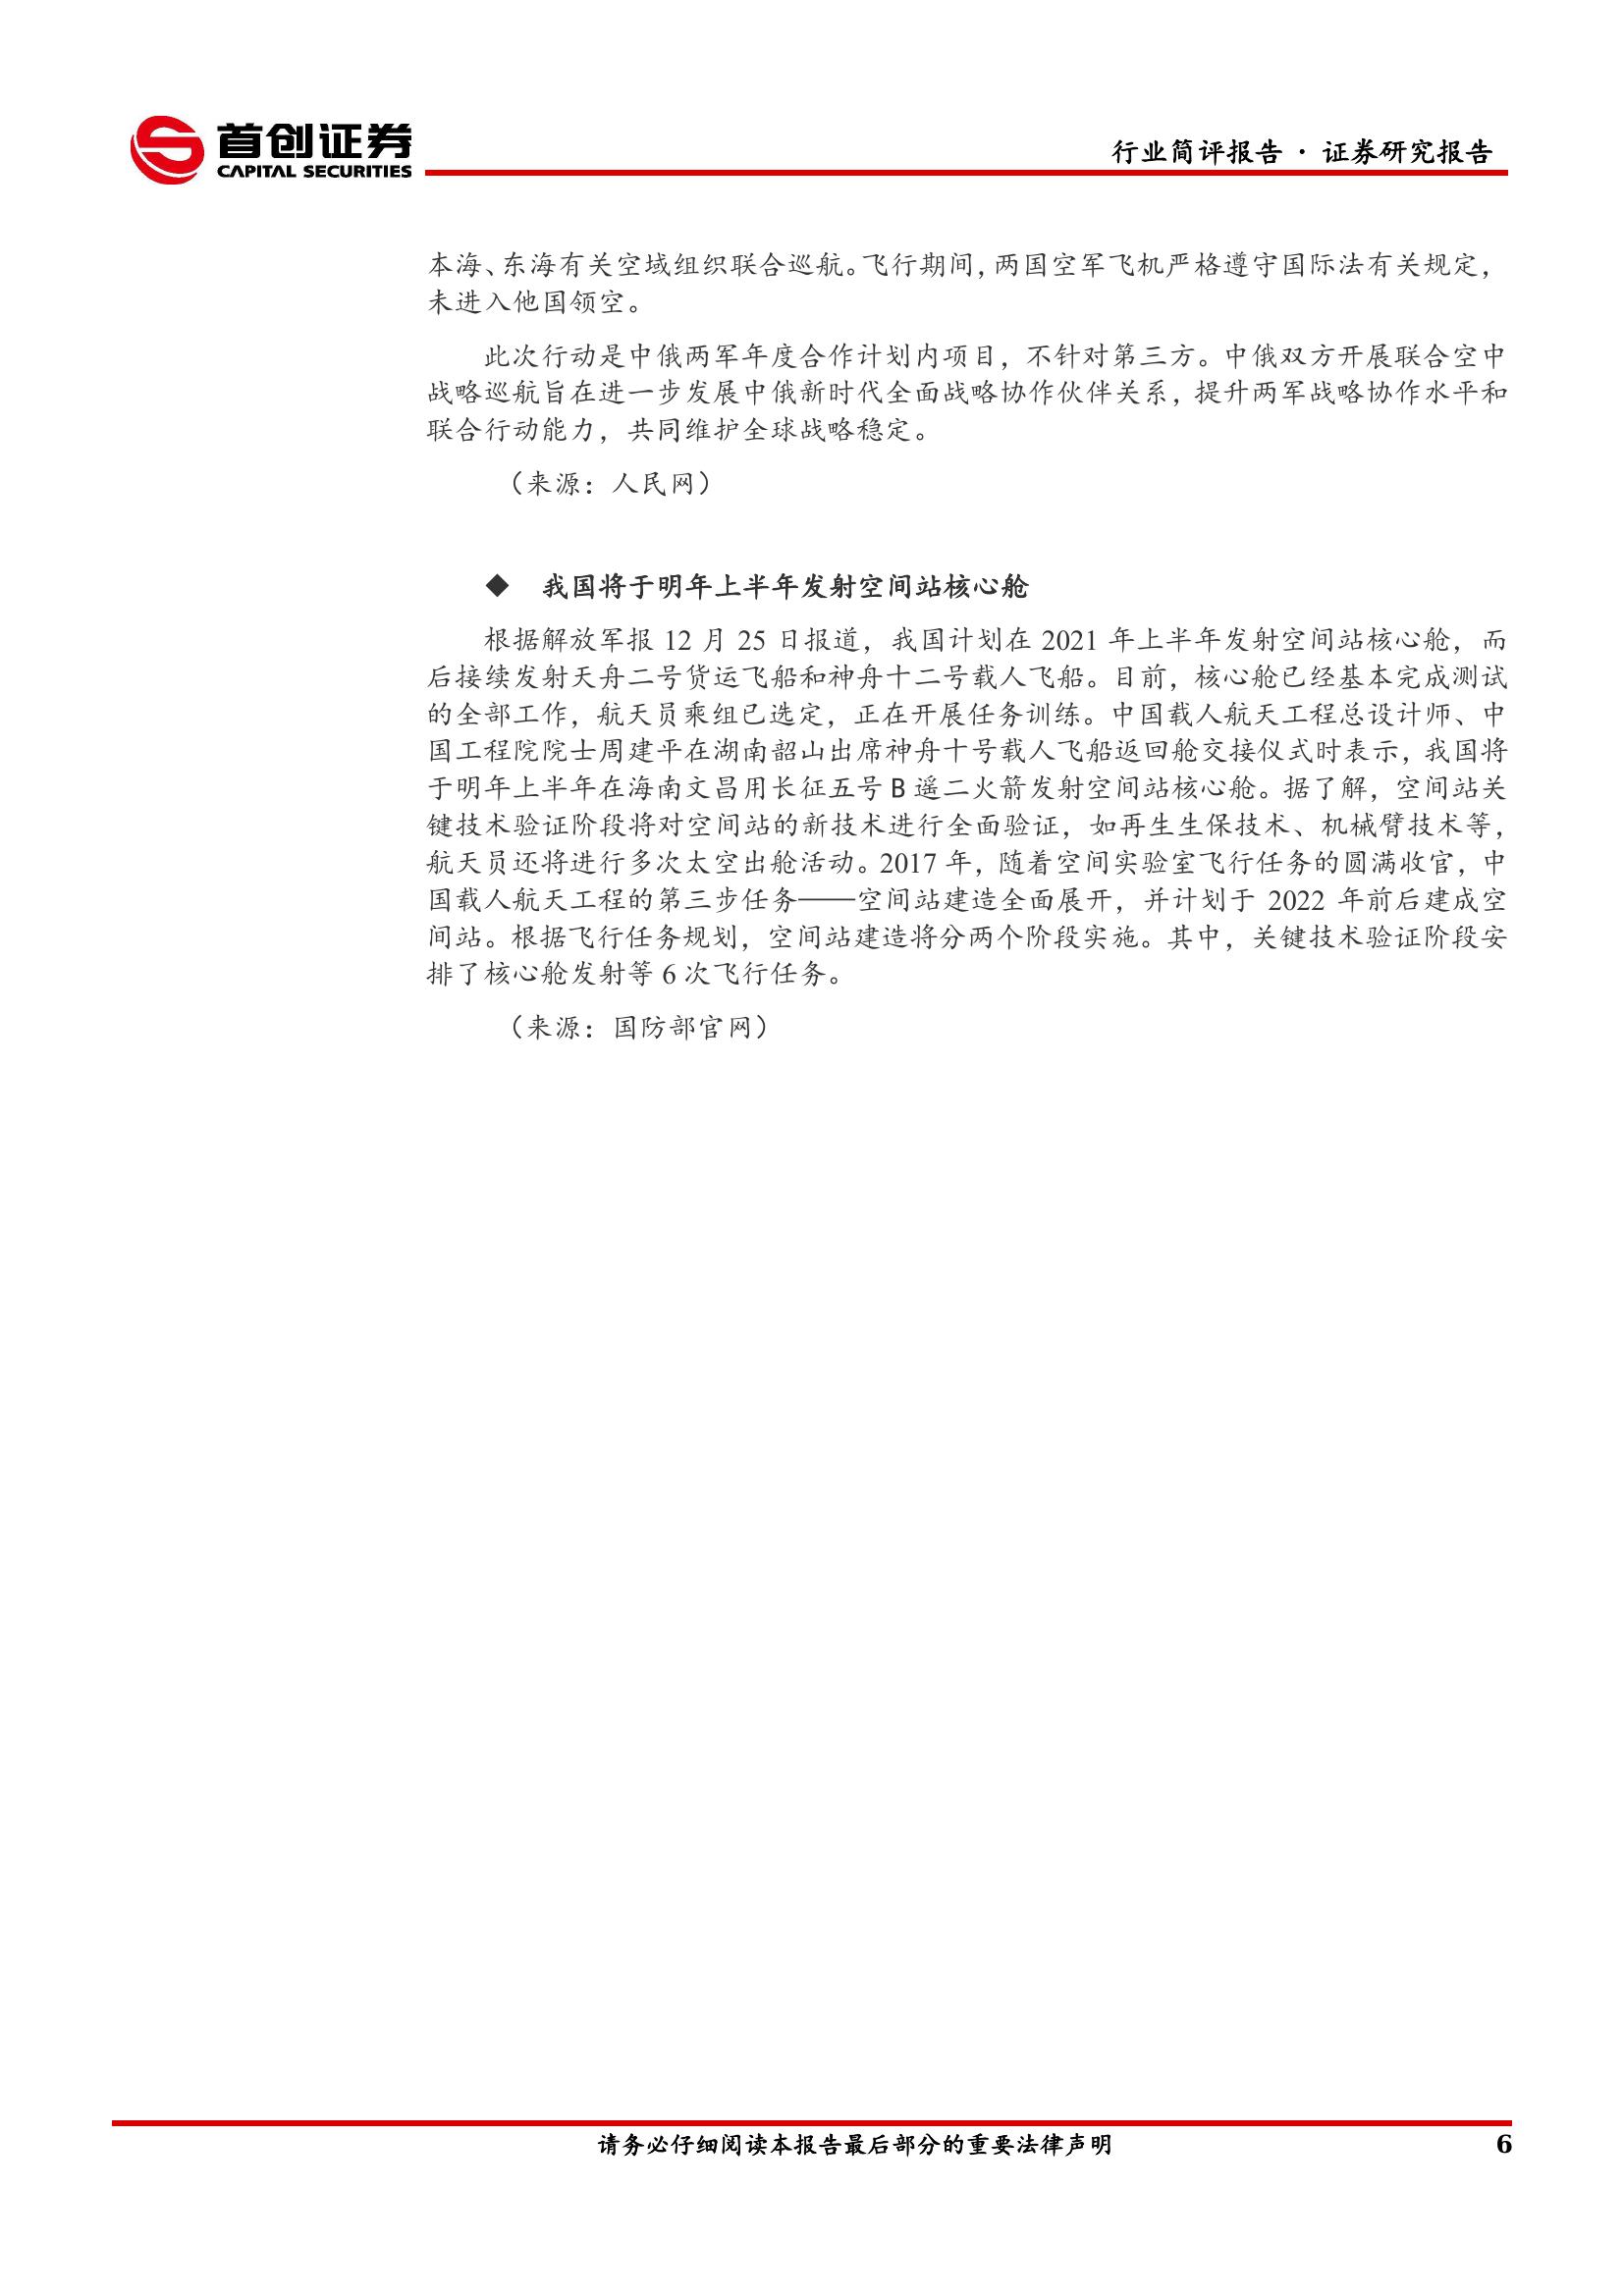 首创证券
CAPITAL SECURITIES
行业简评报告 · 证券研究报告
本海、东海有关空域组织联合巡航。飞行期间，两国空军飞机严格遵守国际法有关规定，
未进入他国领空。
此次行动是中俄两军年度合作计划内项目，不针对第三方。中俄双方开展联合空中
战略巡航旨在进一步发展中俄新时代全面战略协作伙伴关系，提升两军战略协作水平和
联合行动能力，共同维护全球战略稳定。
（来源：人民网）
◆ 我国将于明年上半年发射空间站核心舱
根据解放军报 12 月 25 日报道，我国计划在 2021 年上半年发射空间站核心舱，而
后接续发射天舟二号货运飞船和神舟十二号载人飞船。目前，核心舱已经基本完成测试
的全部工作，航天员乘组已选定，正在开展任务训练。中国载人航天工程总设计师、中
国工程院院士周建平在湖南韶山出席神舟十号载人飞船返回舱交接仪式时表示，我国将
于明年上半年在海南文昌用长征五号 B 遥二火箭发射空间站核心舱。据了解，空间站关
键技术验证阶段将对空间站的新技术进行全面验证，如再生生保技术、机械臂技术等，
航天员还将进行多次太空出舱活动。2017 年，随着空间实验室飞行任务的圆满收官，中
国载人航天工程的第三步任务——空间站建造全面展开，并计划于 2022 年前后建成空
间站。根据飞行任务规划，空间站建造将分两个阶段实施。其中，关键技术验证阶段安
排了核心舱发射等 6 次飞行任务。
（来源：国防部官网）
请务必仔细阅读本报告最后部分的重要法律声明
6